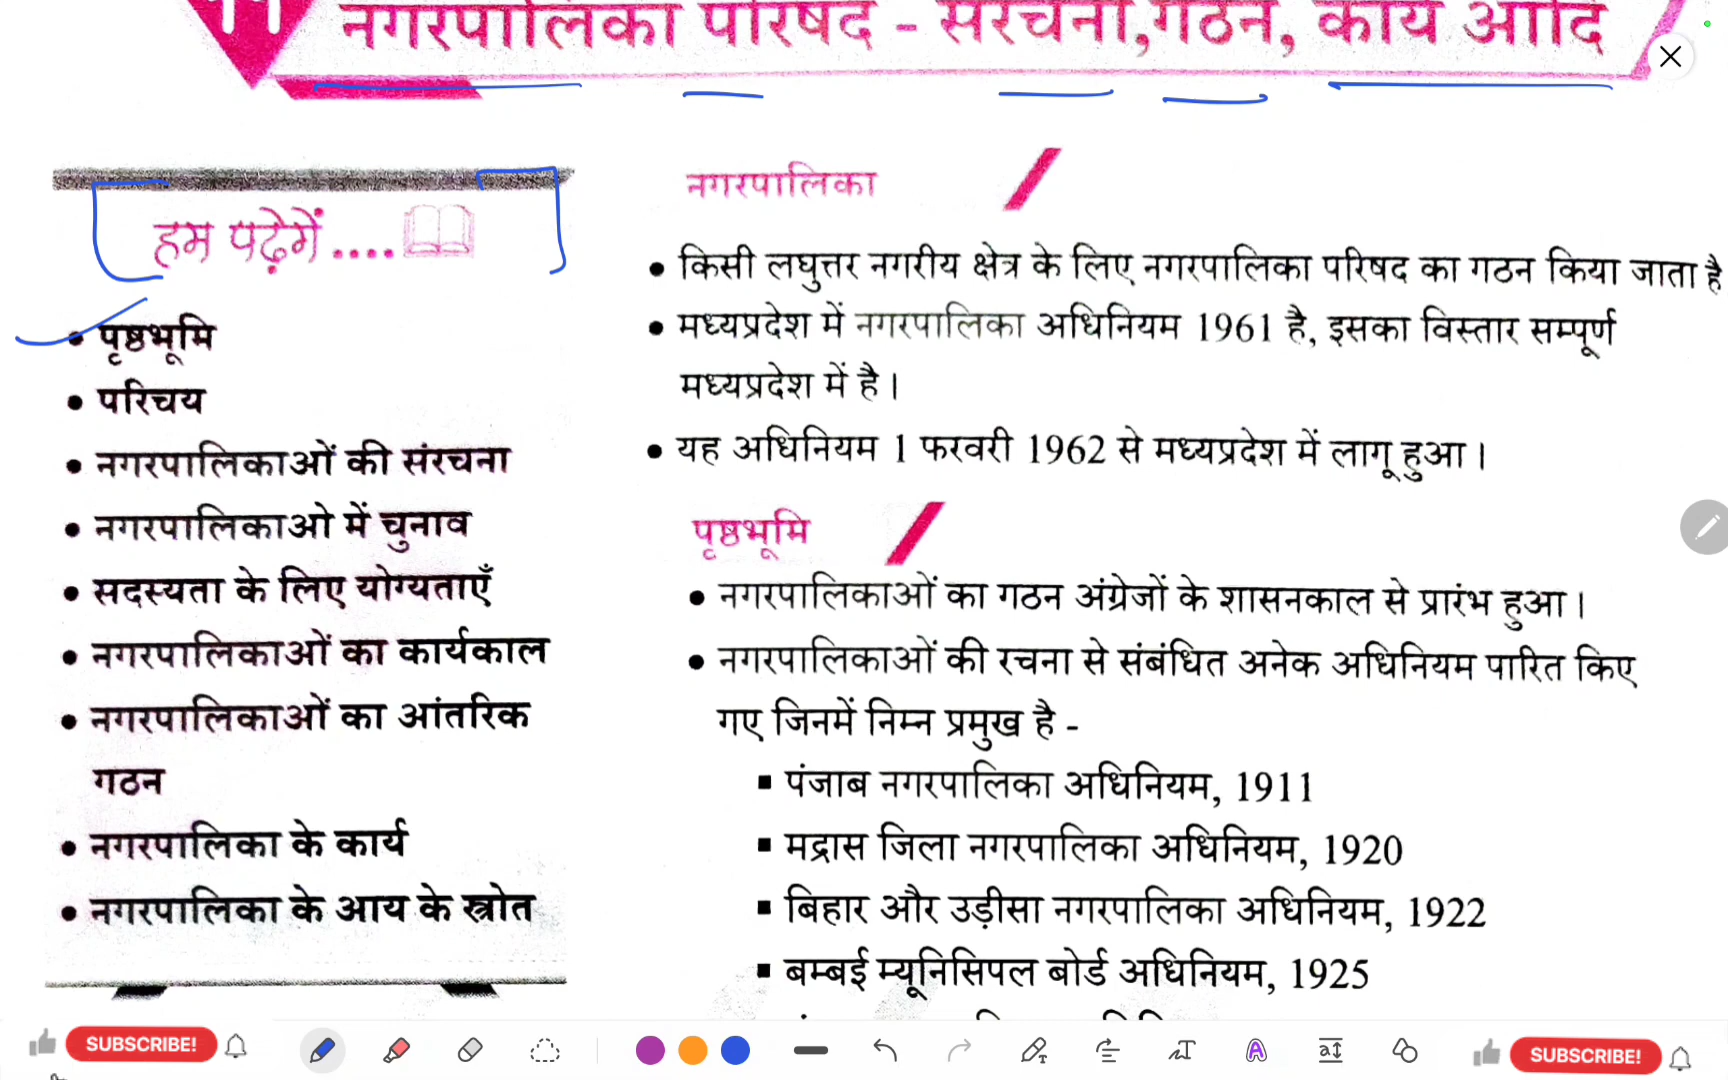 11 नगरपालिका परिषद - संरचना,गठन, कार्य आदि
हम पढ़ेगें ....
• पृष्ठभूमि
• परिचय
• नगरपालिकाओं की संरचना
• नगरपालिकाओ में चुनाव
• सदस्यता के लिए योग्यताएँ
• नगरपालिकाओं का कार्यकाल
• नगरपालिकाओं का आंतरिक
गठन
• नगरपालिका के कार्य
• नगरपालिका के आय के स्त्रोत
नगरपालिका
• किसी लघुत्तर नगरीय क्षेत्र के लिए नगरपालिका परिषद का गठन किया जाता है
• मध्यप्रदेश में नगरपालिका अधिनियम 1961 है, इसका विस्तार सम्पूर्ण
मध्यप्रदेश में है।
• यह अधिनियम 1 फरवरी 1962 से मध्यप्रदेश में लागू हुआ।
पृष्ठभूमि
• नगरपालिकाओं का गठन अंग्रेजों के शासनकाल से प्रारंभ हुआ।
• नगरपालिकाओं की रचना से संबंधित अनेक अधिनियम पारित किए
गए जिनमें निम्न प्रमुख है -
▪ पंजाब नगरपालिका अधिनियम, 1911
▪ मद्रास जिला नगरपालिका अधिनियम, 1920
▪ बिहार और उड़ीसा नगरपालिका अधिनियम, 1922
▪ बम्बई म्यूनिसिपल बोर्ड अधिनियम, 1925
SUBSCRIBE!
SUBSCRIBE!